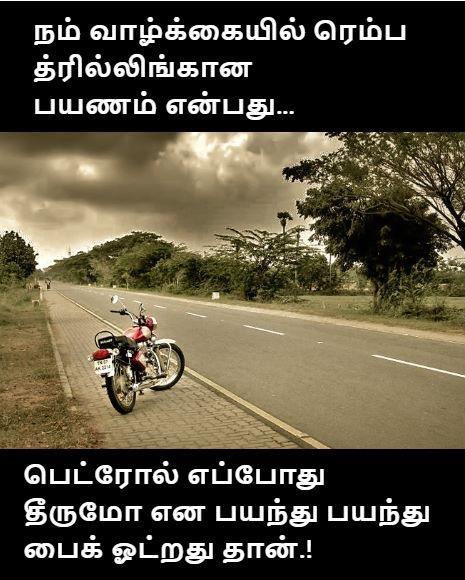 நம் வாழ்க்கையில் ரெம்ப
த்ரில்லிங்கான
பயணம் என்பது...
பெட்ரோல் எப்போது
தீருமோ என பயந்து பயந்து
பைக் ஓட்றது தான்.!